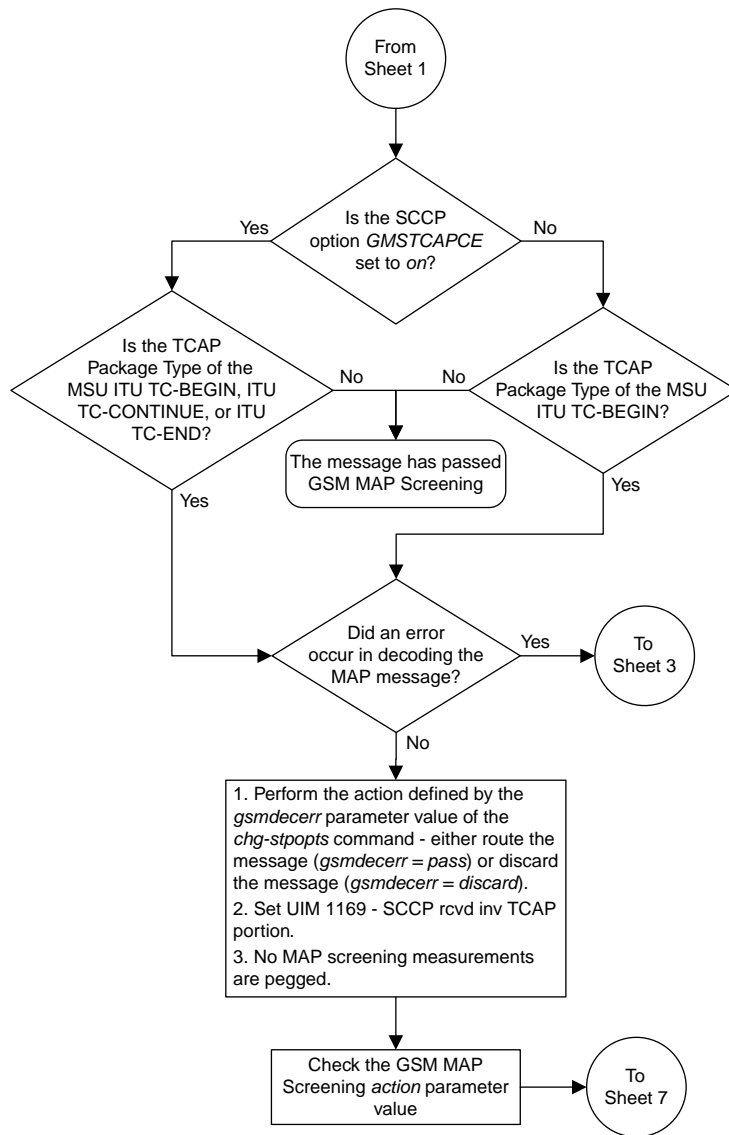 From
Sheet 1
Is the SCCP
option GMSTCAPCE
set to on?
Yes
No
Is the TCAP
Package Type of the
MSU ITU TC-BEGIN, ITU
TC-CONTINUE, or ITU
TC-END?
No
No
Is the TCAP
Package Type of the MSU
ITU TC-BEGIN?
The message has passed
GSM MAP Screening
Yes
Yes
Did an error
occur in decoding the
MAP message?
Yes
To
Sheet 3
No
1. Perform the action defined by the
gsmdecerr parameter value of the
chg-stpopts command - either route the
message (gsmdecerr = pass) or discard
the message (gsmdecerr = discard).
2. Set UIM 1169 - SCCP rcvd inv TCAP
portion.
3. No MAP screening measurements
are pegged.
Check the GSM MAP
Screening action parameter
value
To
Sheet 7